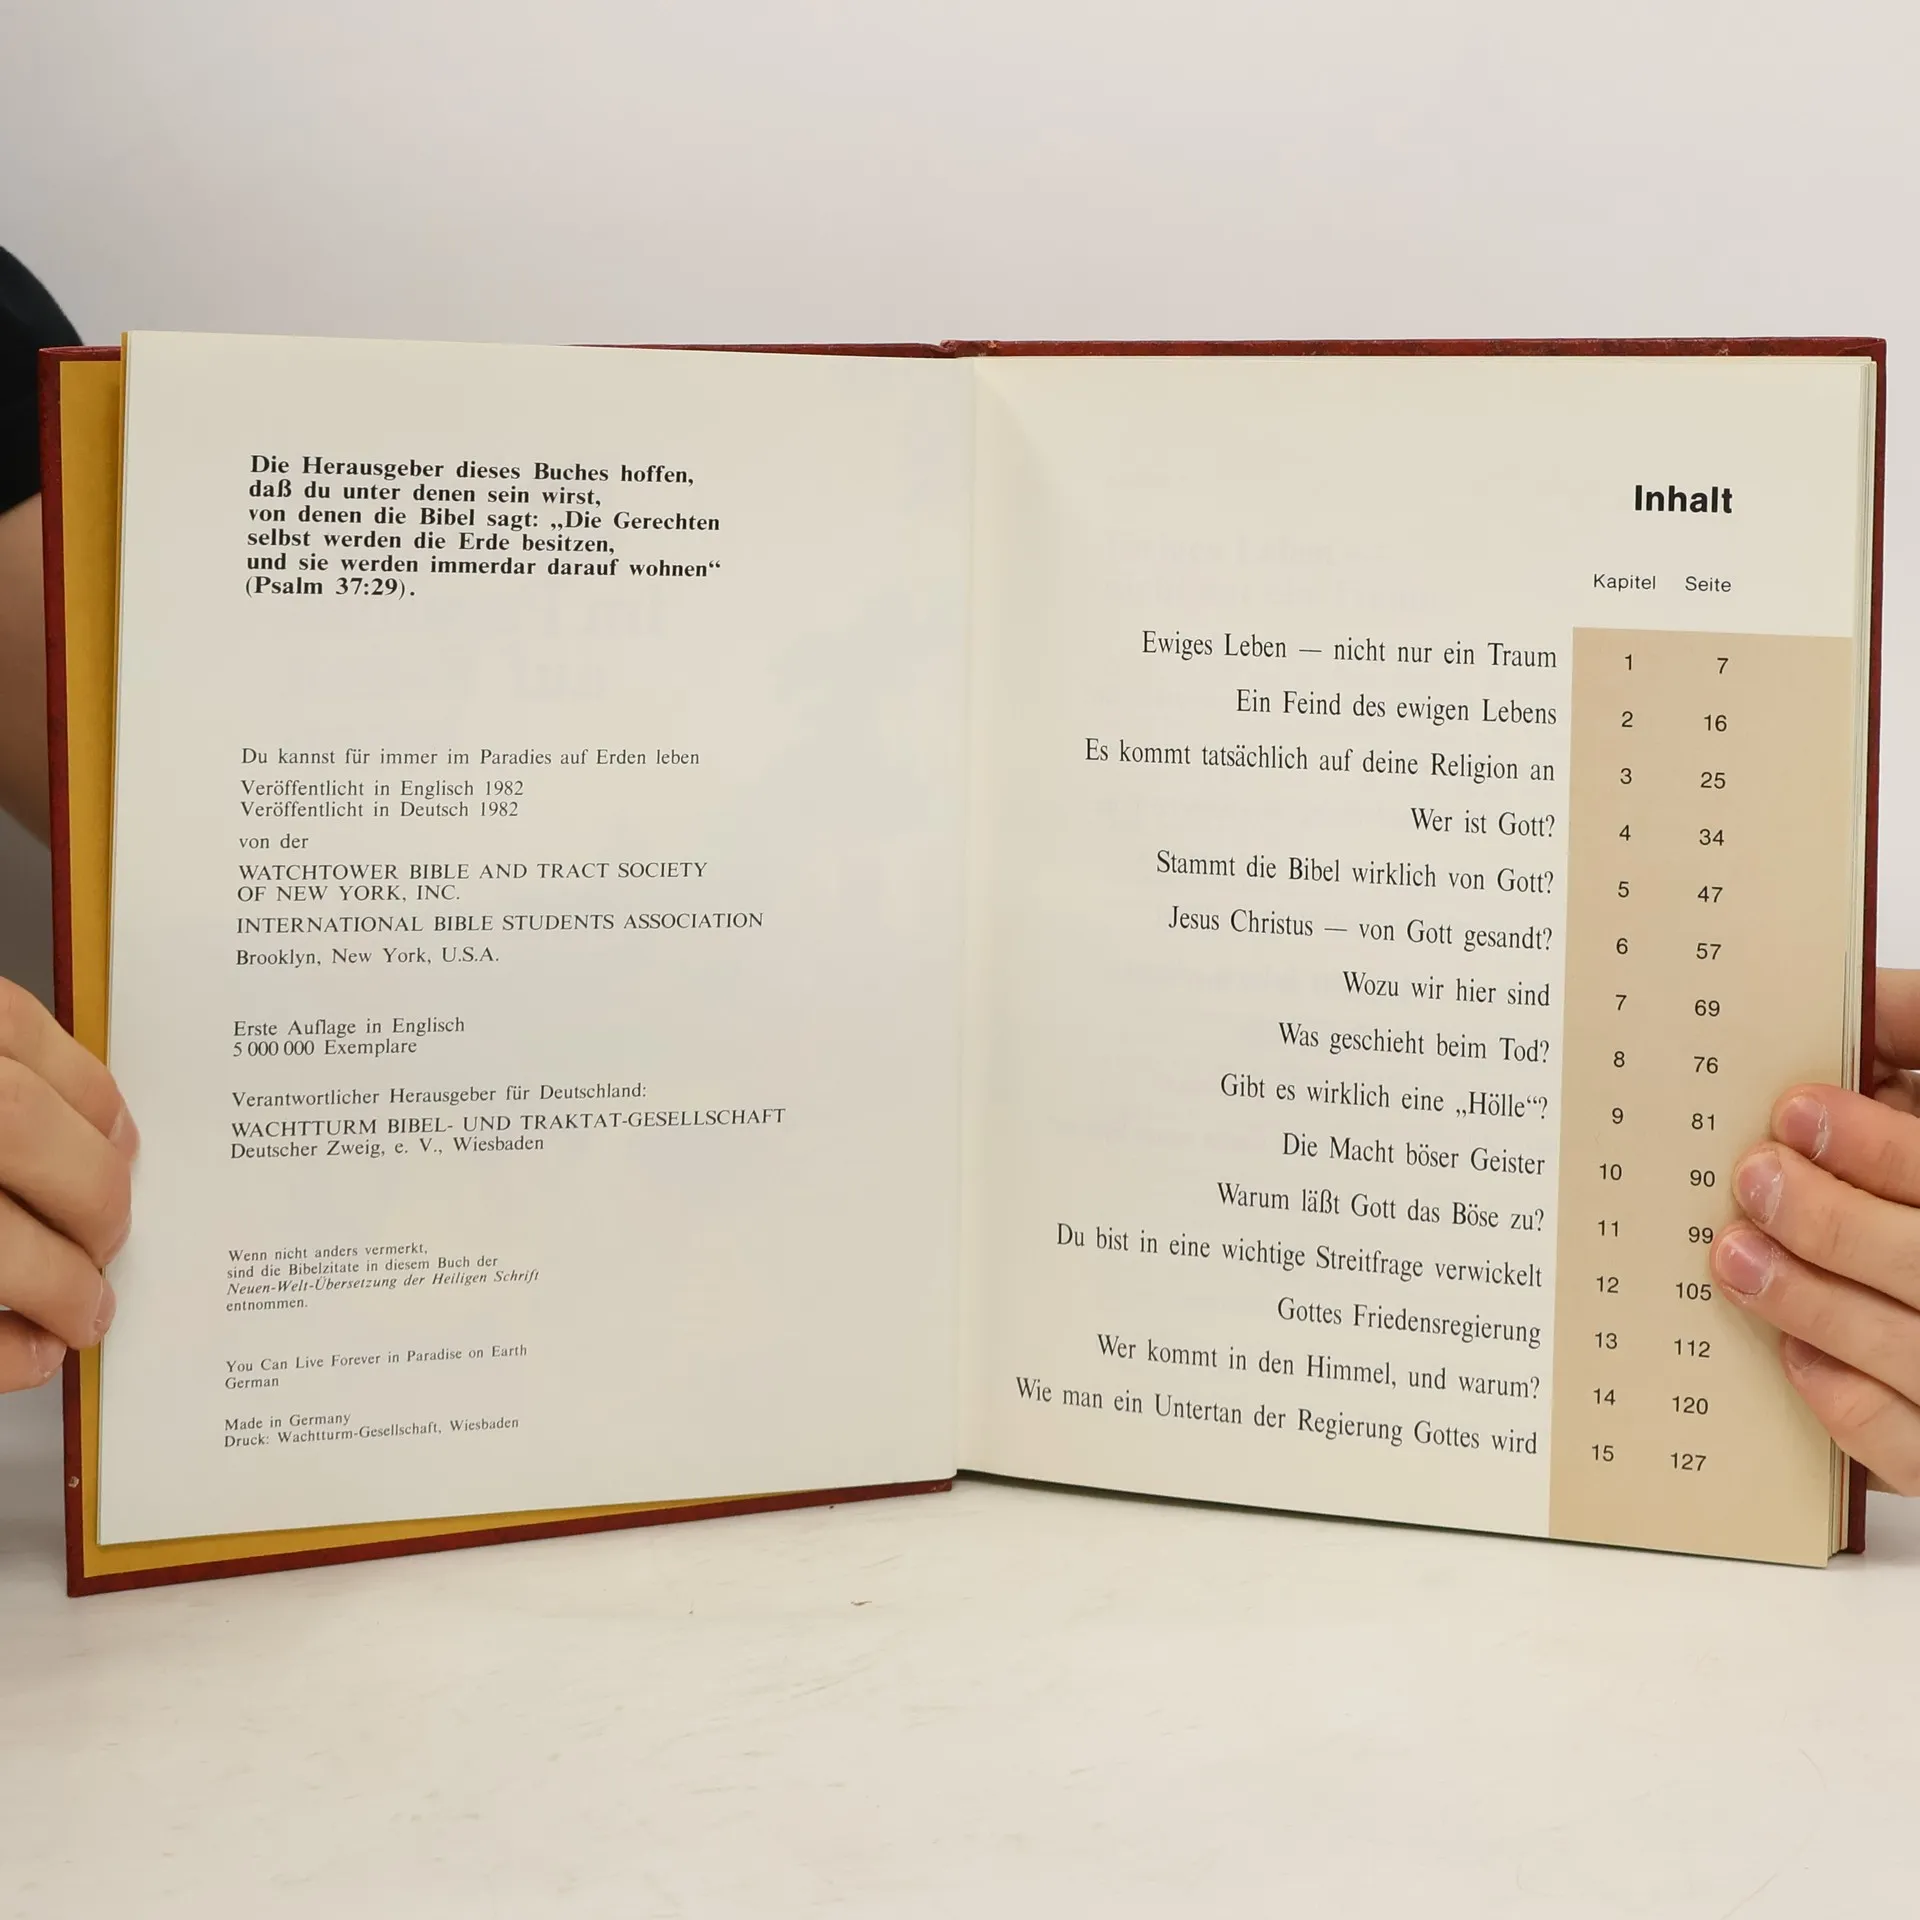 Die Herausgeber dieses Buches hoffen,
daß du unter denen sein wirst,
von denen die Bibel sagt: „Die Gerechten
selbst werden die Erde besitzen,
und sie werden immerdar darauf wohnen“
(Psalm 37:29).
Du kannst für immer im Paradies auf Erden leben
Veröffentlicht in Englisch 1982
Veröffentlicht in Deutsch 1982
von der
WATCHTOWER BIBLE AND TRACT SOCIETY
OF NEW YORK, INC.
INTERNATIONAL BIBLE STUDENTS ASSOCIATION
Brooklyn, New York, U.S.A.
Erste Auflage in Englisch
5 000 000 Exemplare
Verantwortlicher Herausgeber für Deutschland:
WACHTTURM BIBEL- UND TRAKTAT-GESELLSCHAFT
Deutscher Zweig, e. V., Wiesbaden
Wenn nicht anders vermerkt,
sind die Bibelzitate in diesem Buch der
Neuen-Welt-Übersetzung der Heiligen Schrift
entnommen.
You Can Live Forever in Paradise on Earth
German
Made in Germany
Druck: Wachtturm-Gesellschaft, Wiesbaden
Inhalt
Kapitel Seite
Ewiges Leben — nicht nur ein Traum 1 7
Ein Feind des ewigen Lebens 2 16
Es kommt tatsächlich auf deine Religion an 3 25
Wer ist Gott? 4 34
Stammt die Bibel wirklich von Gott? 5 47
Jesus Christus — von Gott gesandt? 6 57
Wozu wir hier sind 7 69
Was geschieht beim Tod? 8 76
Gibt es wirklich eine „Hölle“? 9 81
Die Macht böser Geister 10 90
Warum läßt Gott das Böse zu? 11 99
Du bist in eine wichtige Streitfrage verwickelt 12 105
Gottes Friedensregierung 13 112
Wer kommt in den Himmel, und warum? 14 120
Wie man ein Untertan der Regierung Gottes wird 15 127